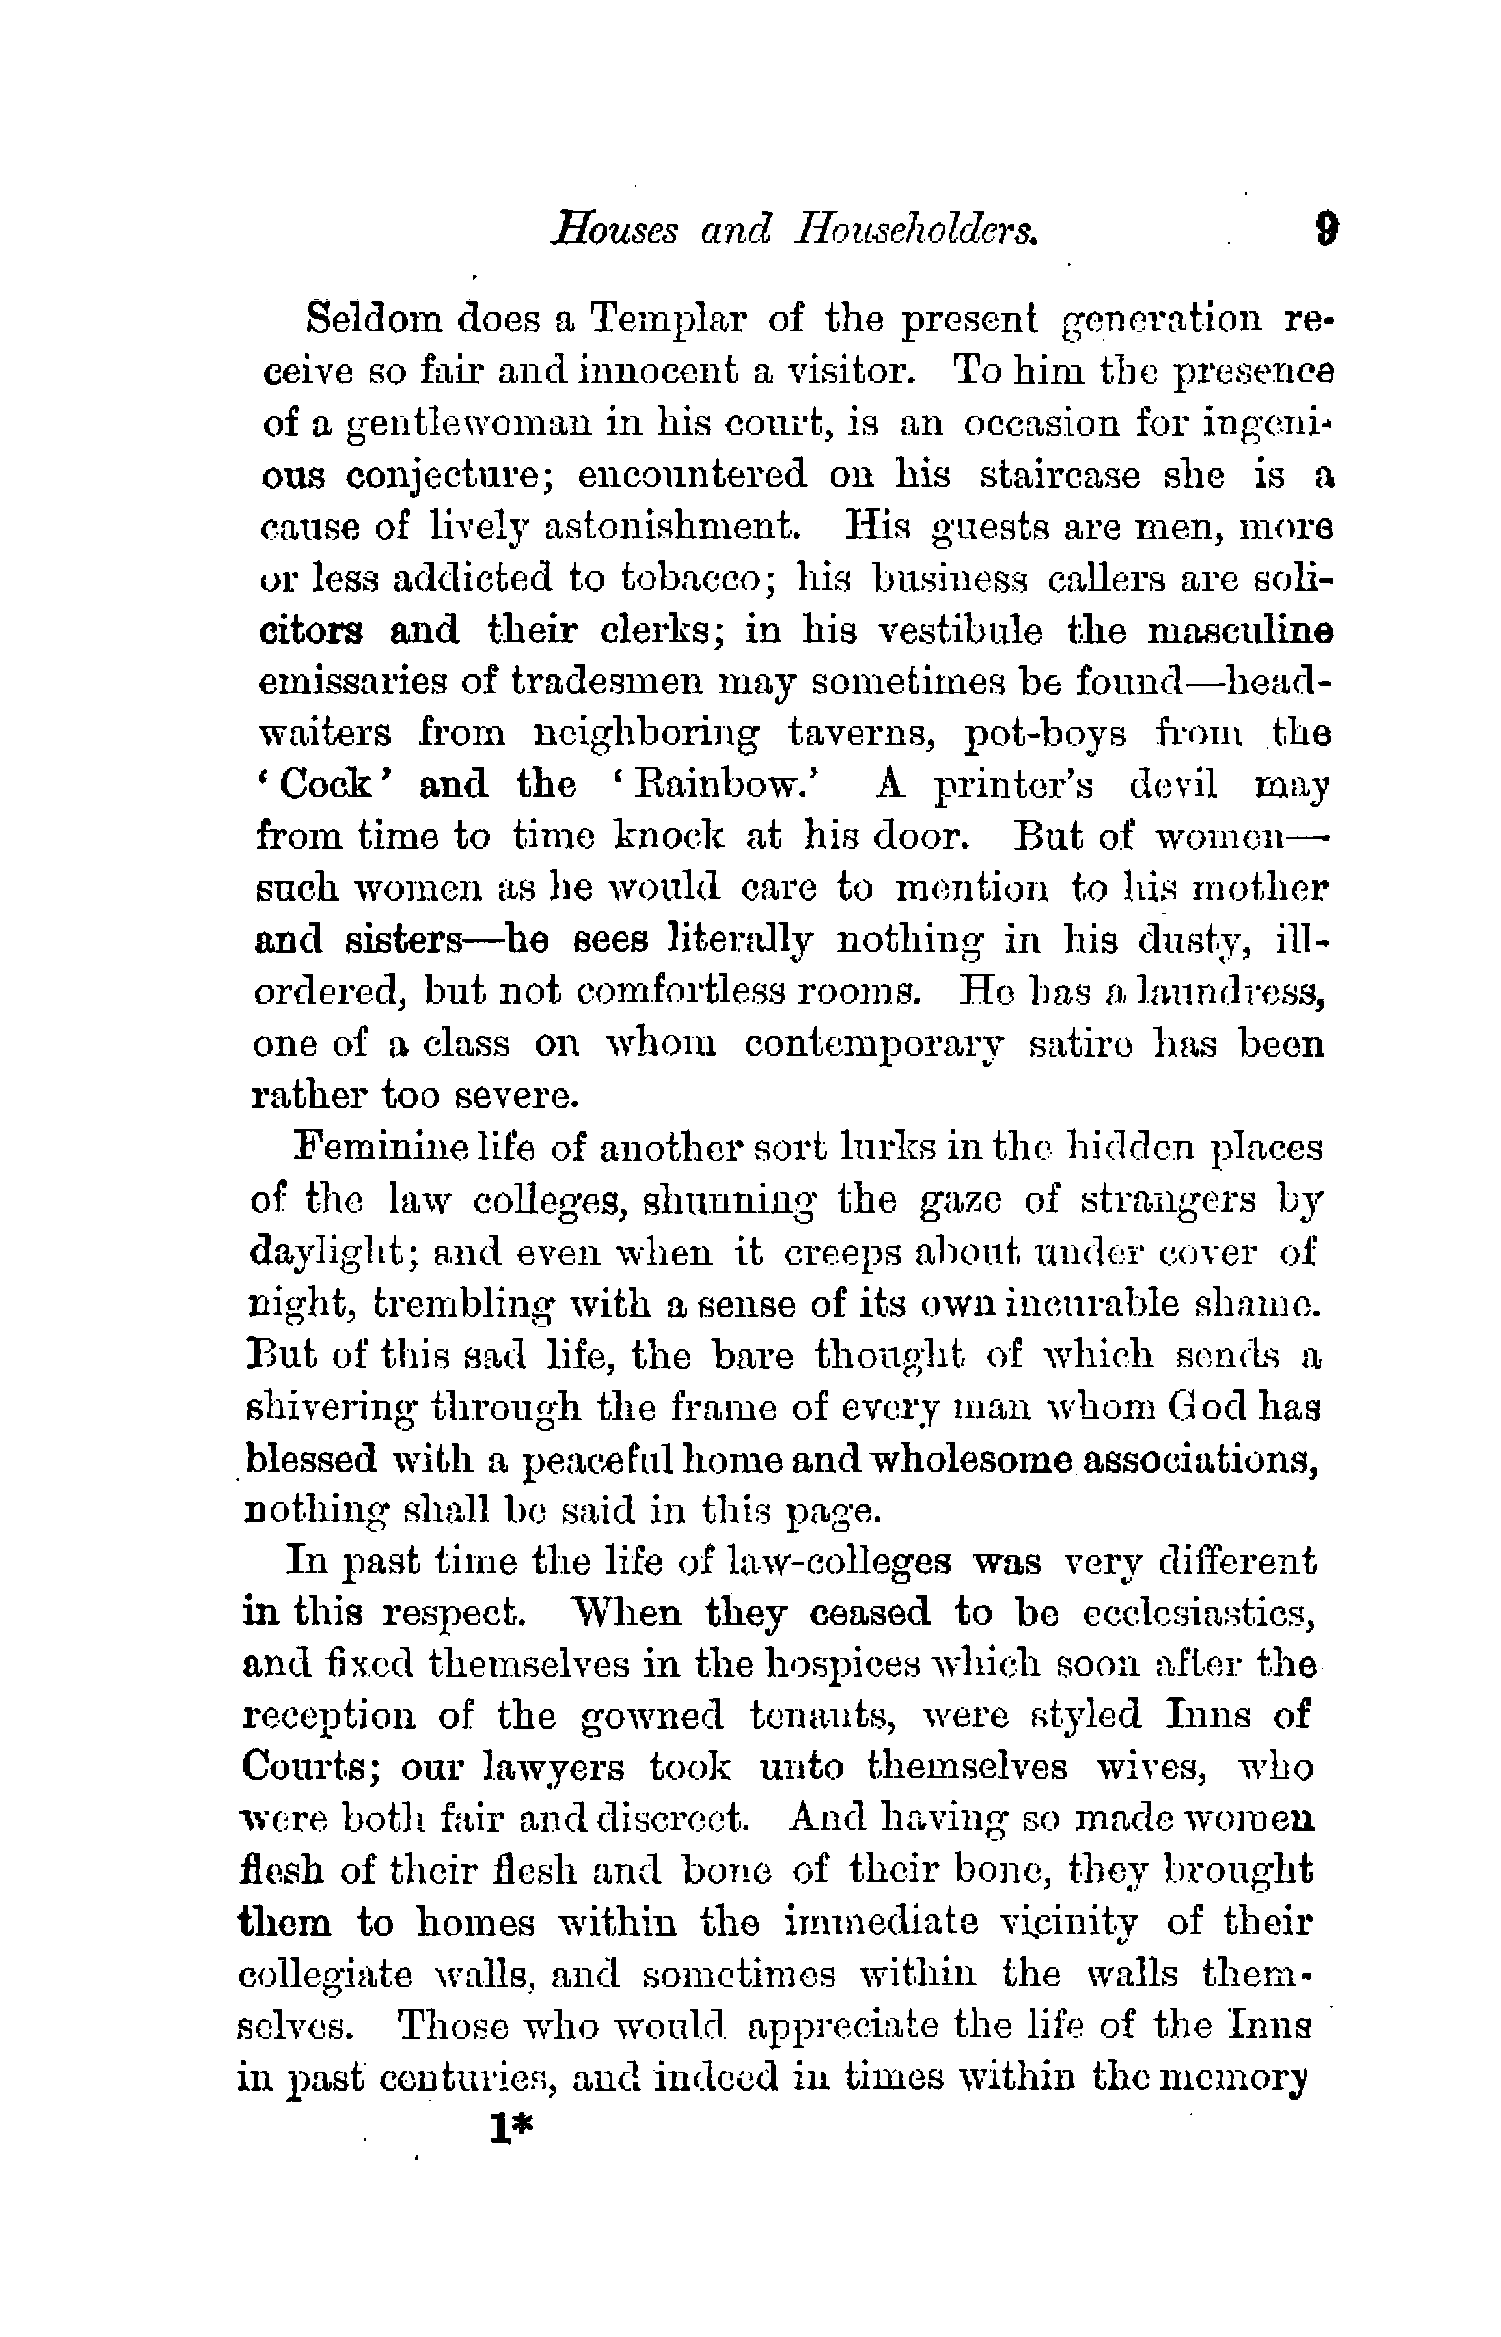 Houses and Householders. 9
Seldom does a Templar of the present generation re-
ceive so fair and innocent a visitor. To him the presence
of a gentlewoman in his court, is an occasion for ingeni-
ous conjecture; encountered on his staircase she is a
cause of lively astonishment. His guests are men, more
or less addicted to tobacco; his business callers are soli-
citors and their clerks; in his vestibule the masculine
emissaries of tradesmen may sometimes be found—head-
waiters from neighboring taverns, pot-boys from the
‘Cock’ and the ‘Rainbow.’ A printer's devil may
from time to time knock at his door. But of women—
such women as he would care to mention to his mother
and sisters—he sees literally nothing in his dusty, ill-
ordered, but not comfortless rooms. He has a laundress,
one of a class on whom contemporary satire has been
rather too severe.
Feminine life of another sort lurks in the hidden places
of the law colleges, shunning the gaze of strangers by
daylight; and even when it creeps about under cover of
night, trembling with a sense of its own incurable shame.
But of this sad life, the bare thought of which sends a
shivering through the frame of every man whom God has
blessed with a peaceful home and wholesome associations,
nothing shall be said in this page.
In past time the life of law-colleges was very different
in this respect. When they ceased to be ecclesiastics,
and fixed themselves in the hospices which soon after the
reception of the gowned tenants, were styled Inns of
Courts; our lawyers took unto themselves wives, who
were both fair and discreet. And having so made women
flesh of their flesh and bone of their bone, they brought
them to homes within the immediate vicinity of their
collegiate walls, and sometimes within the walls them-
selves. Those who would appreciate the life of the Inns
in past centuries, and indeed in times within the memory
1*